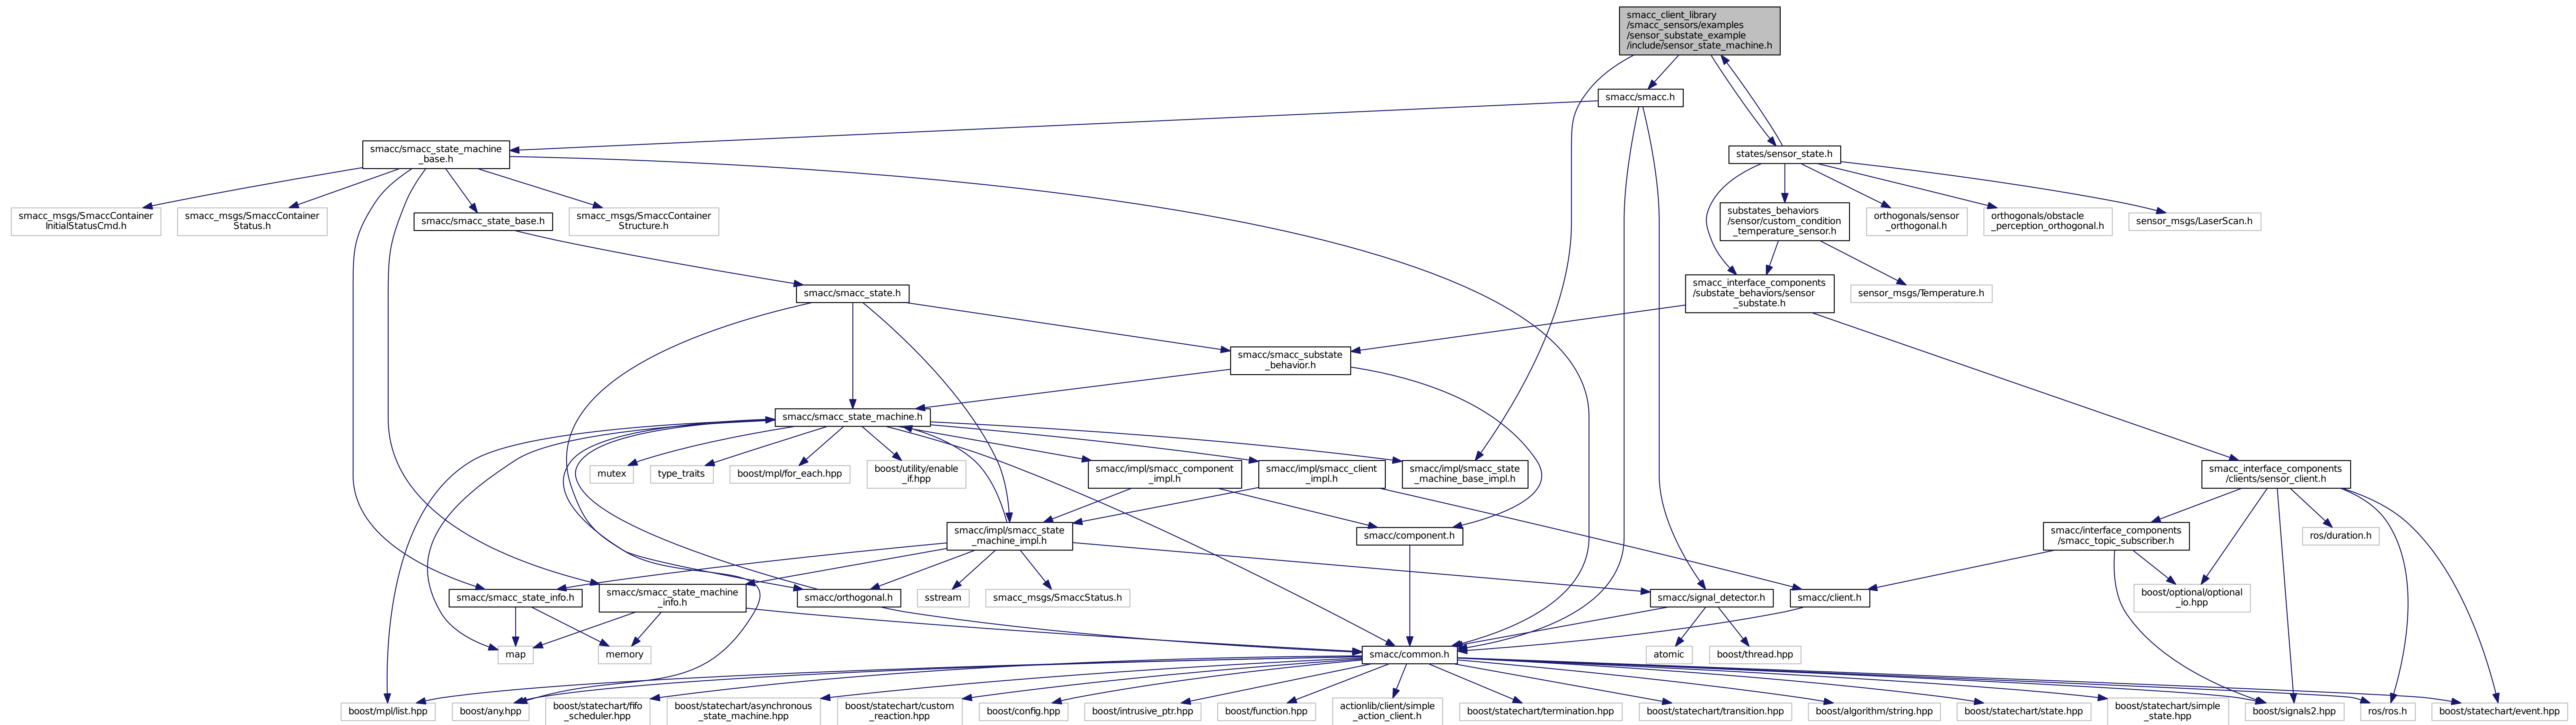 smacc_client_library
/smacc_sensors/examples
/sensor_substate_example
/include/sensor_state_machine.h
smacc/smacc.h
smacc/smacc_state_machine
_base.h
states/sensor_state.h
smacc_msgs/SmaccContainer
InitialStatusCmd.h
smacc_msgs/SmaccContainer
Status.h
smacc/smacc_state_base.h
smacc_msgs/SmaccContainer
Structure.h
substates_behaviors
/sensor/custom_condition
_temperature_sensor.h
orthogonals/sensor
_orthogonal.h
orthogonals/obstacle
_perception_orthogonal.h
sensor_msgs/LaserScan.h
smacc/smacc_state.h
smacc_interface_components
/substate_behaviors/sensor
_substate.h
sensor_msgs/Temperature.h
smacc/smacc_substate
_behavior.h
smacc/smacc_state_machine.h
mutex
type_traits
boost/mpl/for_each.hpp
boost/utility/enable
_if.hpp
smacc/impl/smacc_component
_impl.h
smacc/impl/smacc_client
_impl.h
smacc/impl/smacc_state
_machine_base_impl.h
smacc_interface_components
/clients/sensor_client.h
smacc/impl/smacc_state
_machine_impl.h
smacc/component.h
smacc/interface_components
/smacc_topic_subscriber.h
ros/duration.h
smacc/smacc_state_info.h
smacc/smacc_state_machine
_info.h
smacc/orthogonal.h
sstream
smacc_msgs/SmaccStatus.h
smacc/signal_detector.h
smacc/client.h
boost/optional/optional
_io.hpp
map
memory
smacc/common.h
atomic
boost/thread.hpp
boost/mpl/list.hpp
boost/any.hpp
boost/statechart/fifo
_scheduler.hpp
boost/statechart/asynchronous
_state_machine.hpp
boost/statechart/custom
_reaction.hpp
boost/config.hpp
boost/intrusive_ptr.hpp
boost/function.hpp
actionlib/client/simple
_action_client.h
boost/statechart/termination.hpp
boost/statechart/transition.hpp
boost/algorithm/string.hpp
boost/statechart/state.hpp
boost/statechart/simple
_state.hpp
boost/signals2.hpp
ros/ros.h
boost/statechart/event.hpp